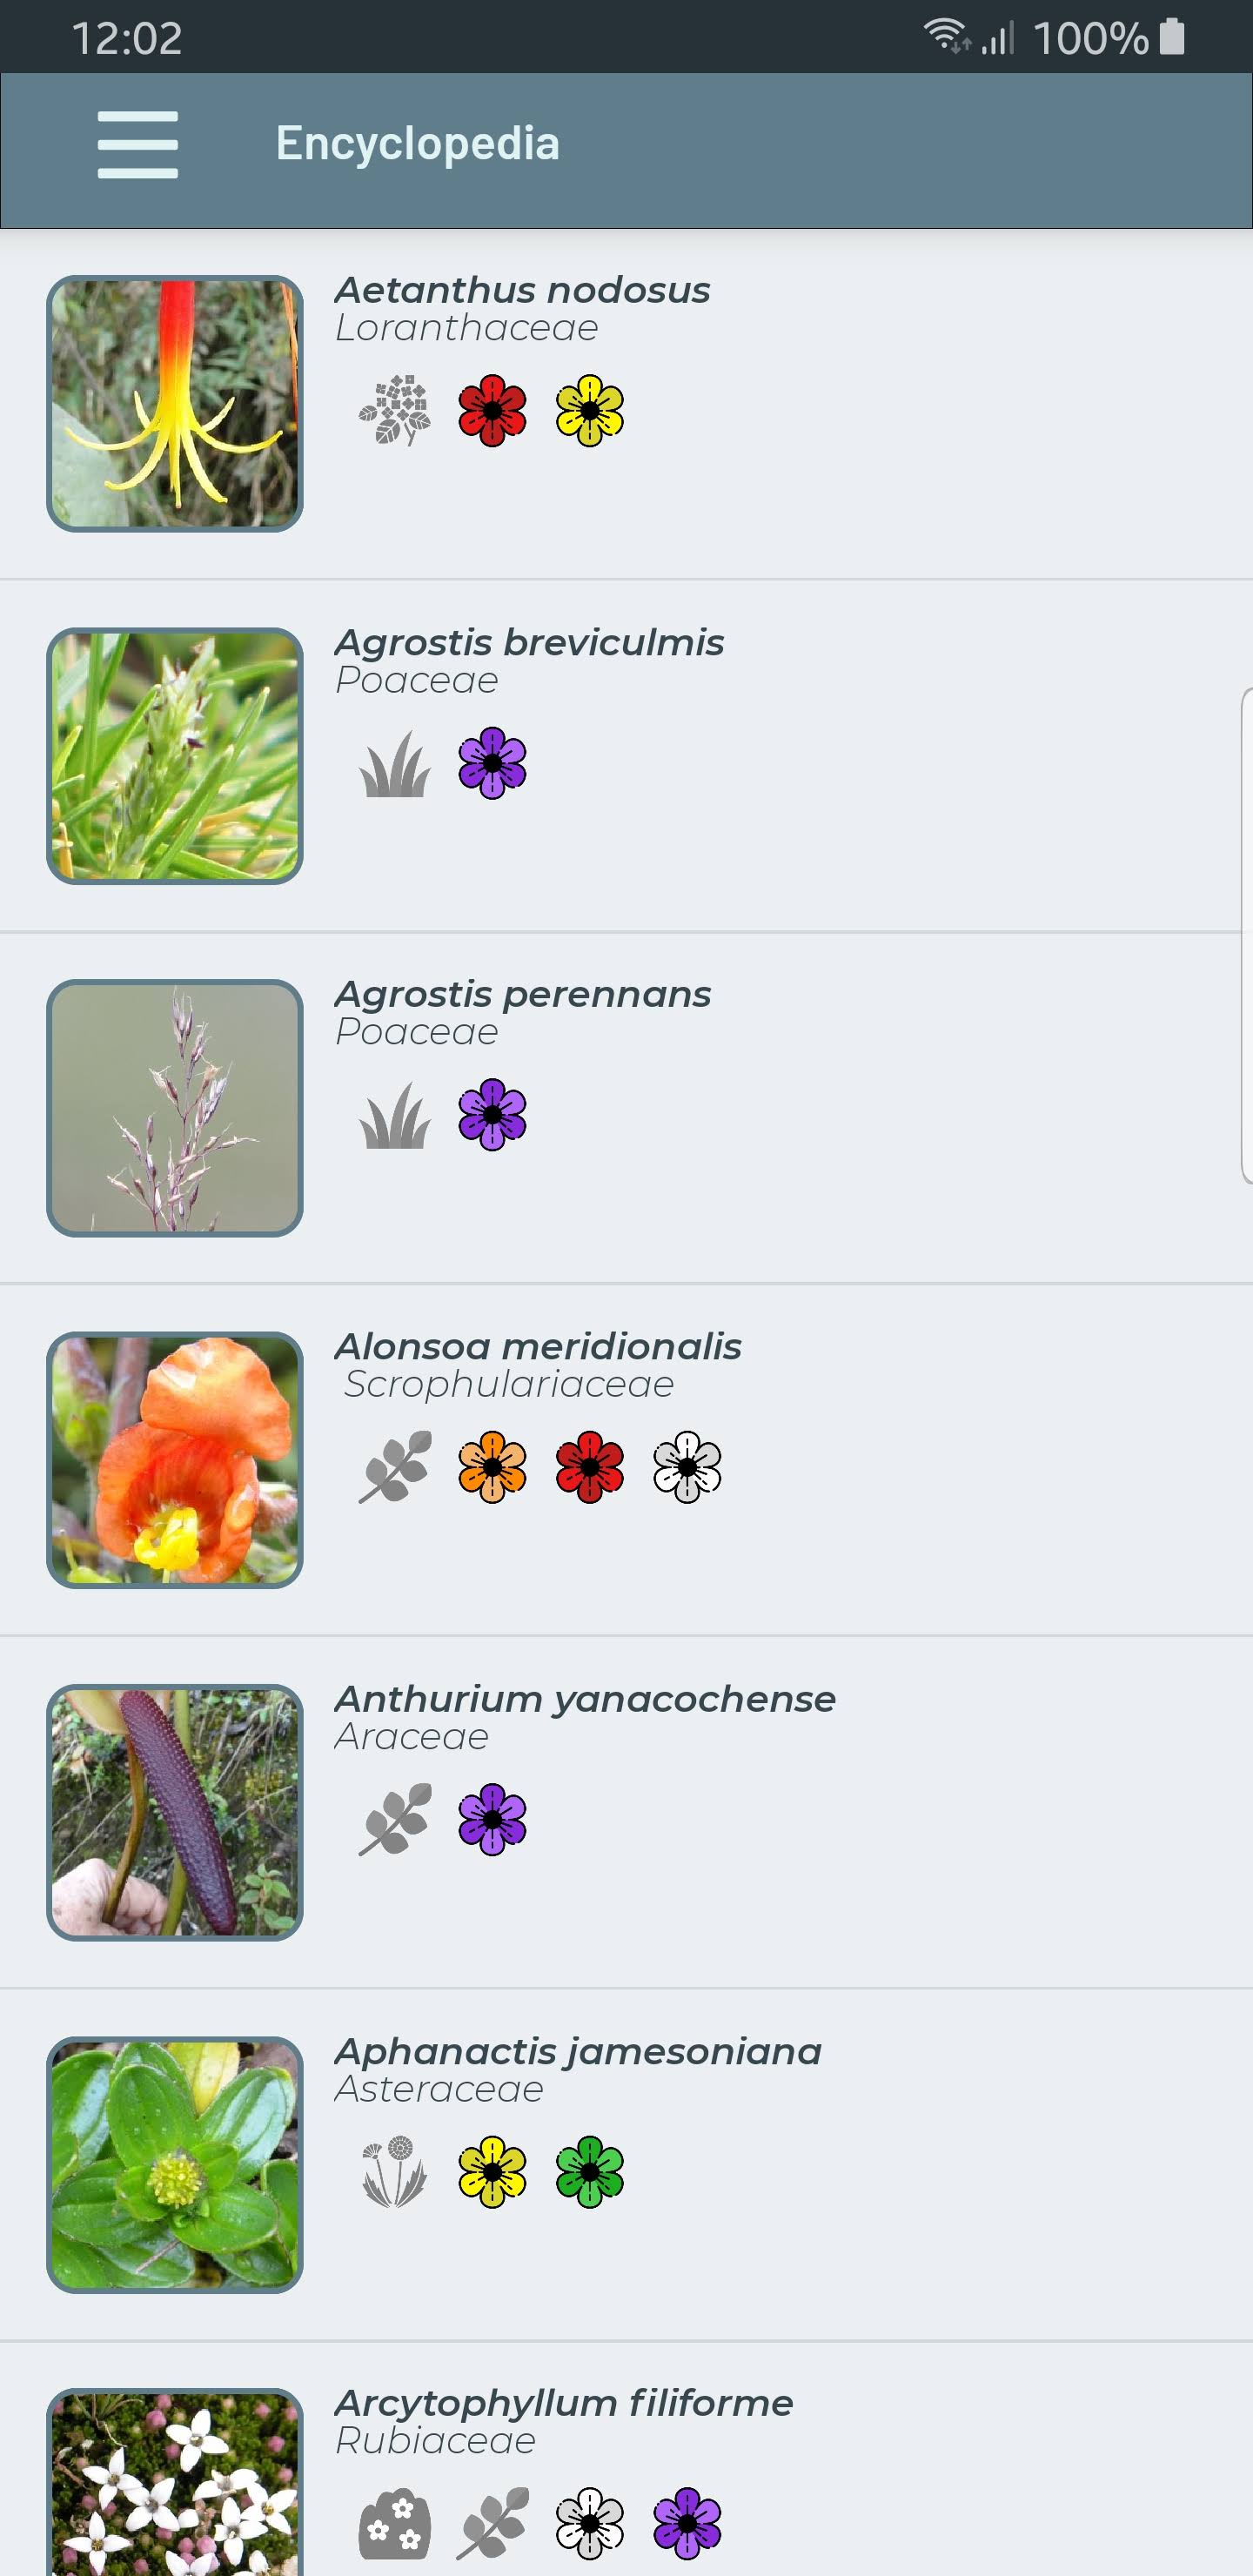 12:02 100%
Encyclopedia
Aetanthus nodosus
Loranthaceae
Agrostis breviculmis
Poaceae
Agrostis perennans
Poaceae
Alonsoa meridionalis
Scrophulariaceae
Anthurium yanacochense
Araceae
Aphanactis jamesoniana
Asteraceae
Arcytophyllum filiforme
Rubiaceae